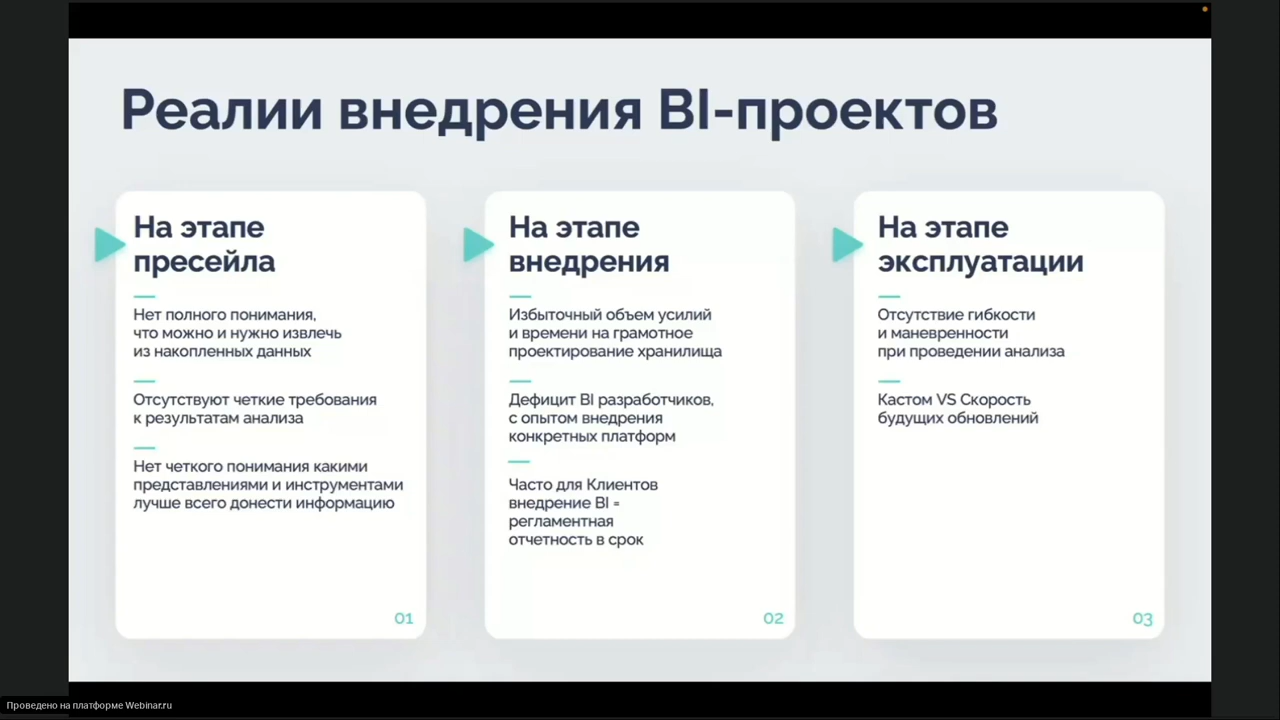 Реалии внедрения BI-проектов
На этапе
пресейла
Нет полного понимания,
что можно и нужно извлечь
из накопленных данных
Отсутствуют четкие требования
к результатам анализа
Нет четкого понимания какими
представлениями и инструментами
лучше всего донести информацию
01
На этапе
внедрения
Избыточный объем усилий
и времени на грамотное
проектирование хранилища
Дефицит BI разработчиков,
с опытом внедрения
конкретных платформ
Часто для Клиентов
внедрение BI =
регламентная
отчетность в срок
02
На этапе
эксплуатации
Отсутствие гибкости
и маневренности
при проведении анализа
Кастом VS Скорость
будущих обновлений
03
Проведено на платформе Webinar.ru